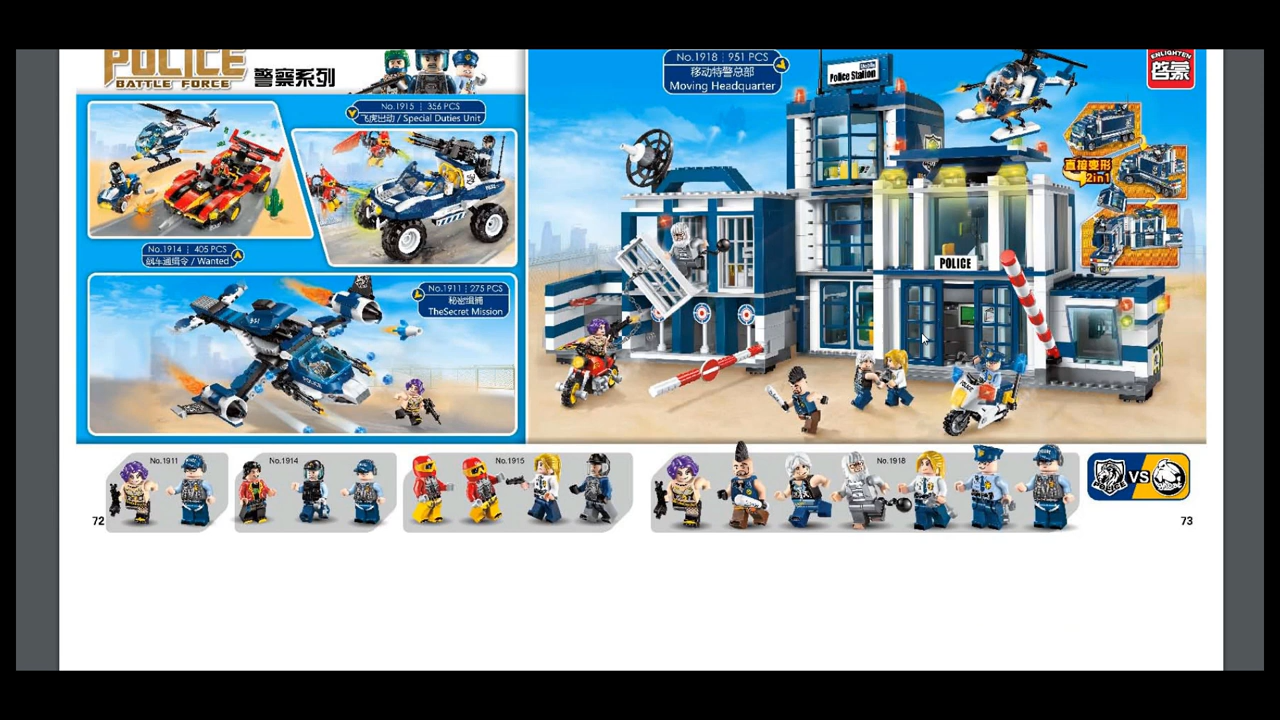 POLICE
BATTLE FORCE
警察系列
No.1915 | 356 PCS
飞虎出动 / Special Duties Unit
No.1914 | 405 PCS
飙车通缉令 / Wanted
No.1911 | 275 PCS
秘密缉捕
TheSecret Mission
No.1918 | 951 PCS
移动特警总部
Moving Headquarter
Police Station
ENLIGHTEN
启蒙
直接变形
2in1
POLICE
POLICE
No.1911
No.1914
No.1915
No.1918
VS
72
73